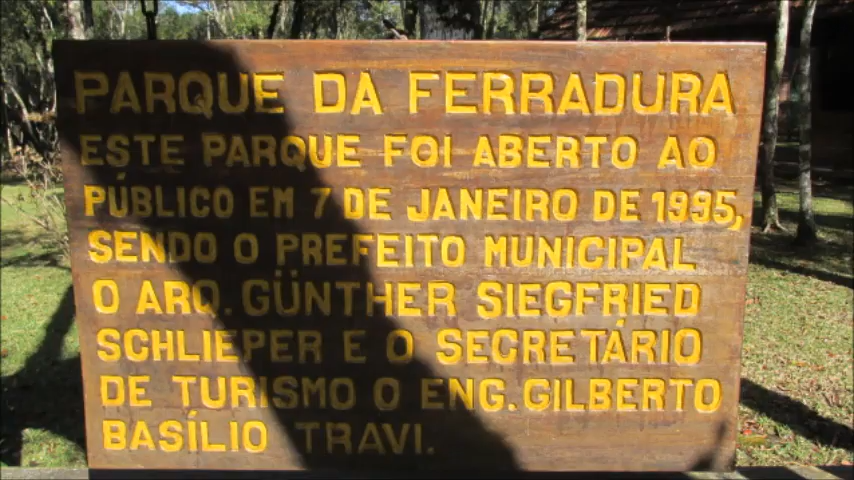 PARQUE DA FERRADURA
ESTE PARQUE FOI ABERTO AO
PÚBLICO EM 7 DE JANEIRO DE 1995,
SENDO O PREFEITO MUNICIPAL
O ARQ. GÜNTHER SIEGFRIED
SCHLIEPER E O SECRETÁRIO
DE TURISMO O ENG. GILBERTO
BASÍLIO TRAVI.